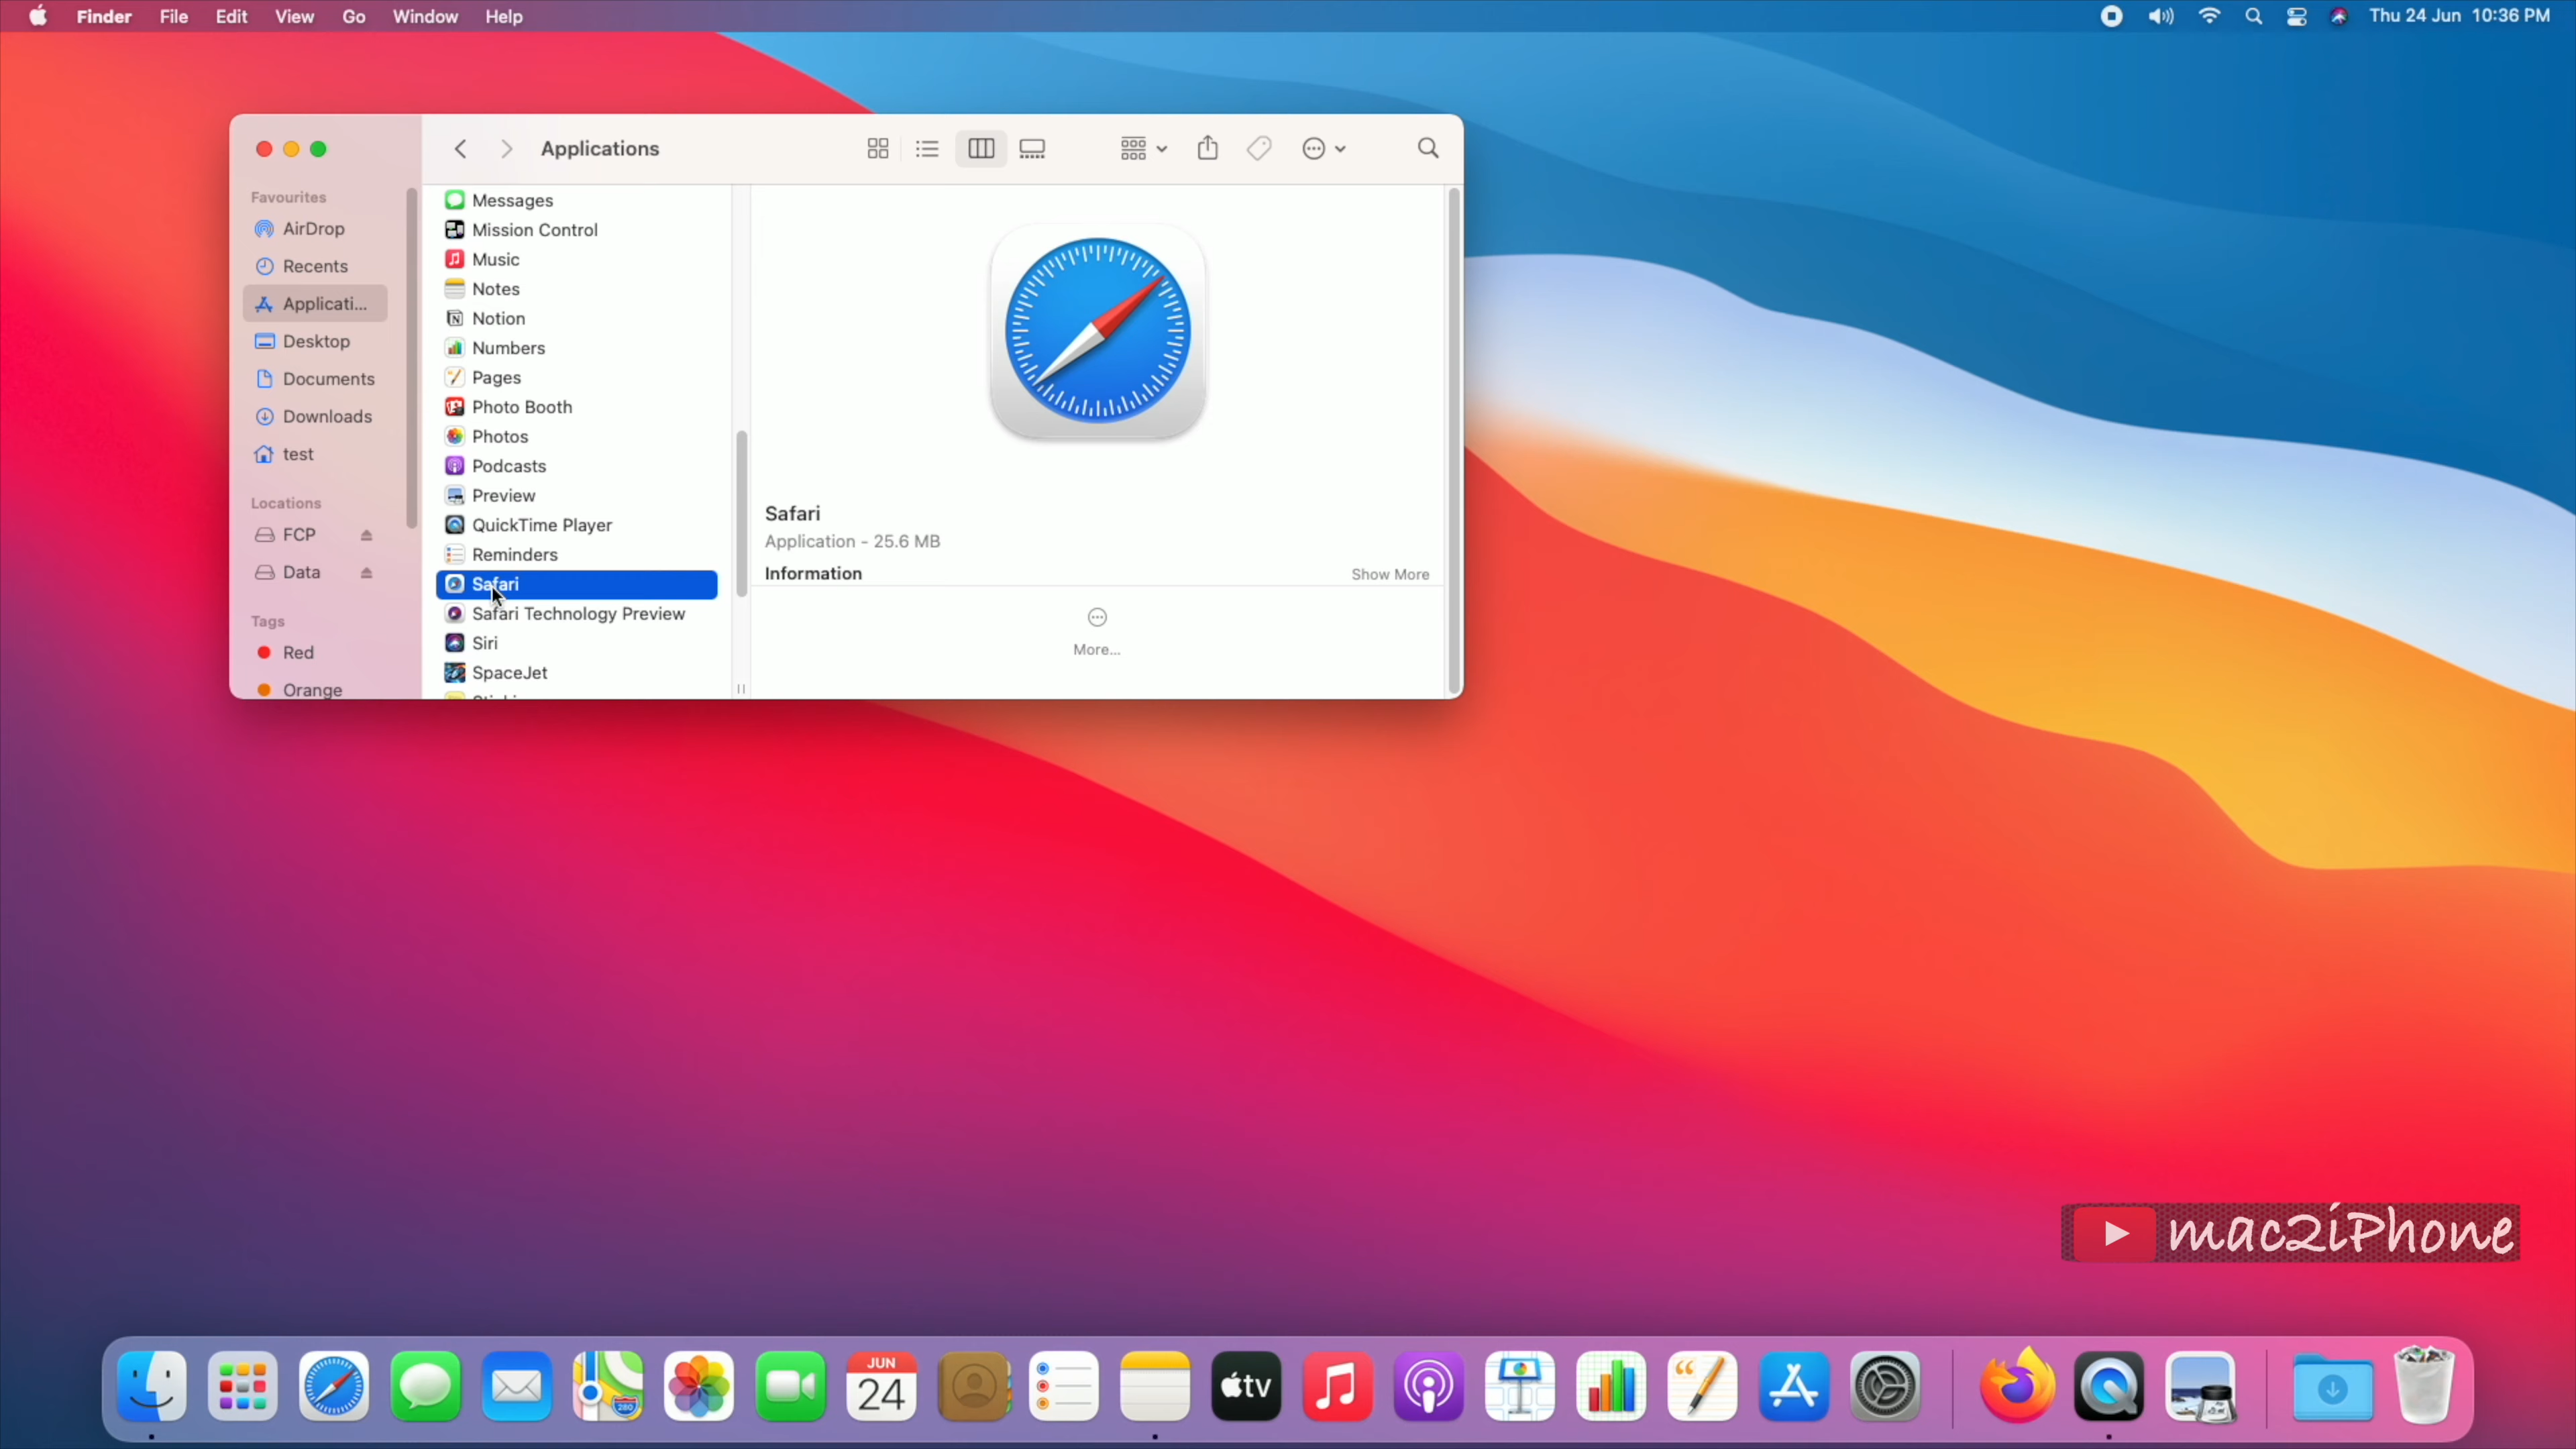 Finder File Edit View Go Window Help
Thu 24 Jun 10:36 PM
Applications
Favourites
AirDrop
Recents
Applicati...
Desktop
Documents
Downloads
test
Locations
FCP
Data
Tags
Red
Orange
Messages
Mission Control
Music
Notes
Notion
Numbers
Pages
Photo Booth
Photos
Podcasts
Preview
QuickTime Player
Reminders
Safari
Safari Technology Preview
Siri
SpaceJet
Safari
Application - 25.6 MB
Information Show More
More...
mac2iPhone
280
JUN
24
tv